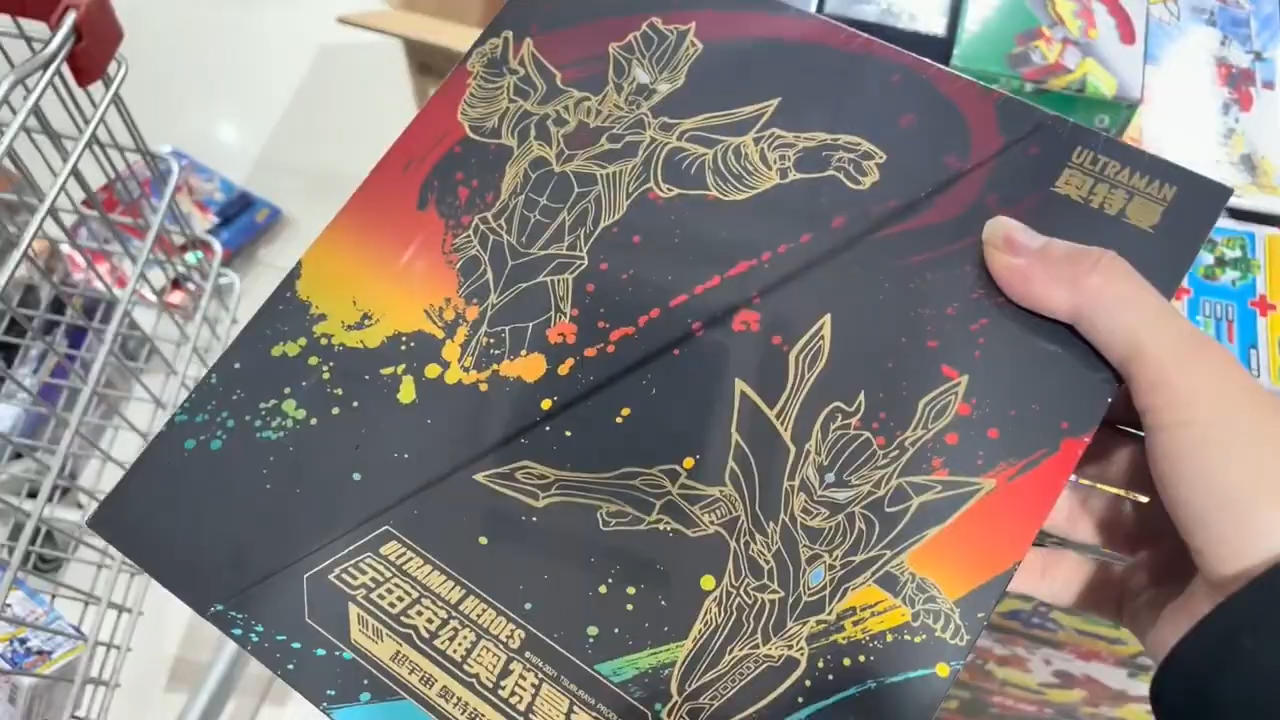 ULTRAMAN
奥特曼
ULTRAMAN HEROES
宇宙英雄奥特曼
超宇宙 奥特
©1974-2021 TSUBURAYA